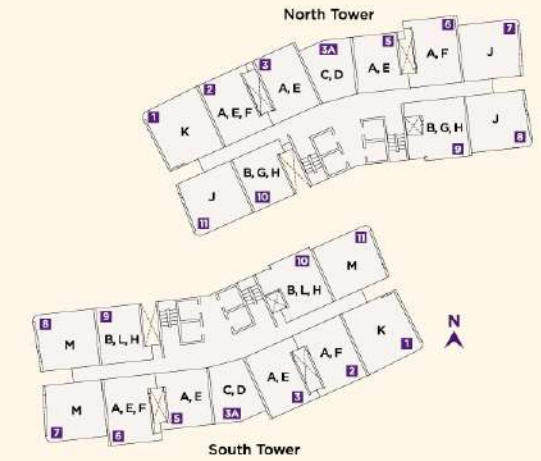 North Tower
1
K
2
A, E, F
3
A, E
3A
C, D
5
A, E
6
A, F
7
J
J
8
B, G, H
9
B, G, H
10
J
11
11
M
10
B, L, H
9
B, L, H
8
M
N
K
1
A, F
2
A, E
3
C, D
3A
A, E
5
A, E, F
6
M
7
South Tower